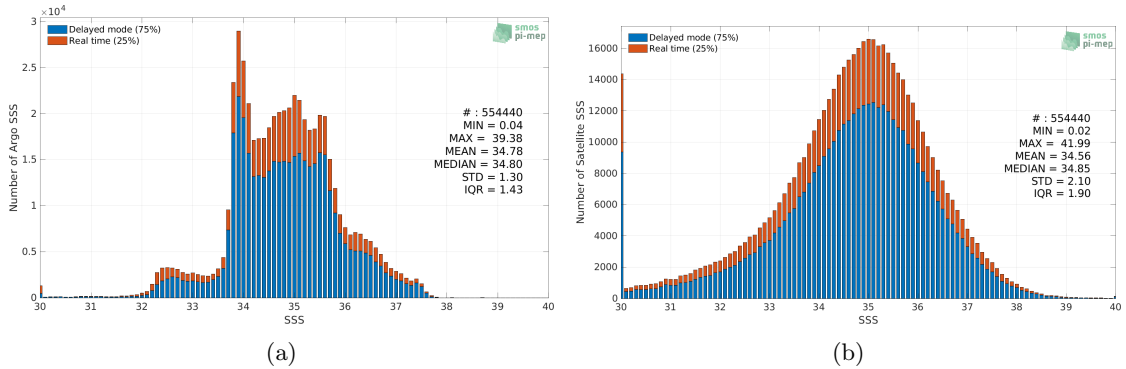 ×10⁴
Delayed mode (75%)
Real time (25%)
smos
pi-mep
Number of Argo SSS
3
2.5
2
1.5
1
0.5
0
# : 554440
MIN = 0.04
MAX = 39.38
MEAN = 34.78
MEDIAN = 34.80
STD = 1.30
IQR = 1.43
30 31 32 33 34 35 36 37 38 39 40
SSS
(a)
Delayed mode (75%)
Real time (25%)
smos
pi-mep
Number of Satellite SSS
16000
14000
12000
10000
8000
6000
4000
2000
0
# : 554440
MIN = 0.02
MAX = 41.99
MEAN = 34.56
MEDIAN = 34.85
STD = 2.10
IQR = 1.90
30 31 32 33 34 35 36 37 38 39 40
SSS
(b)